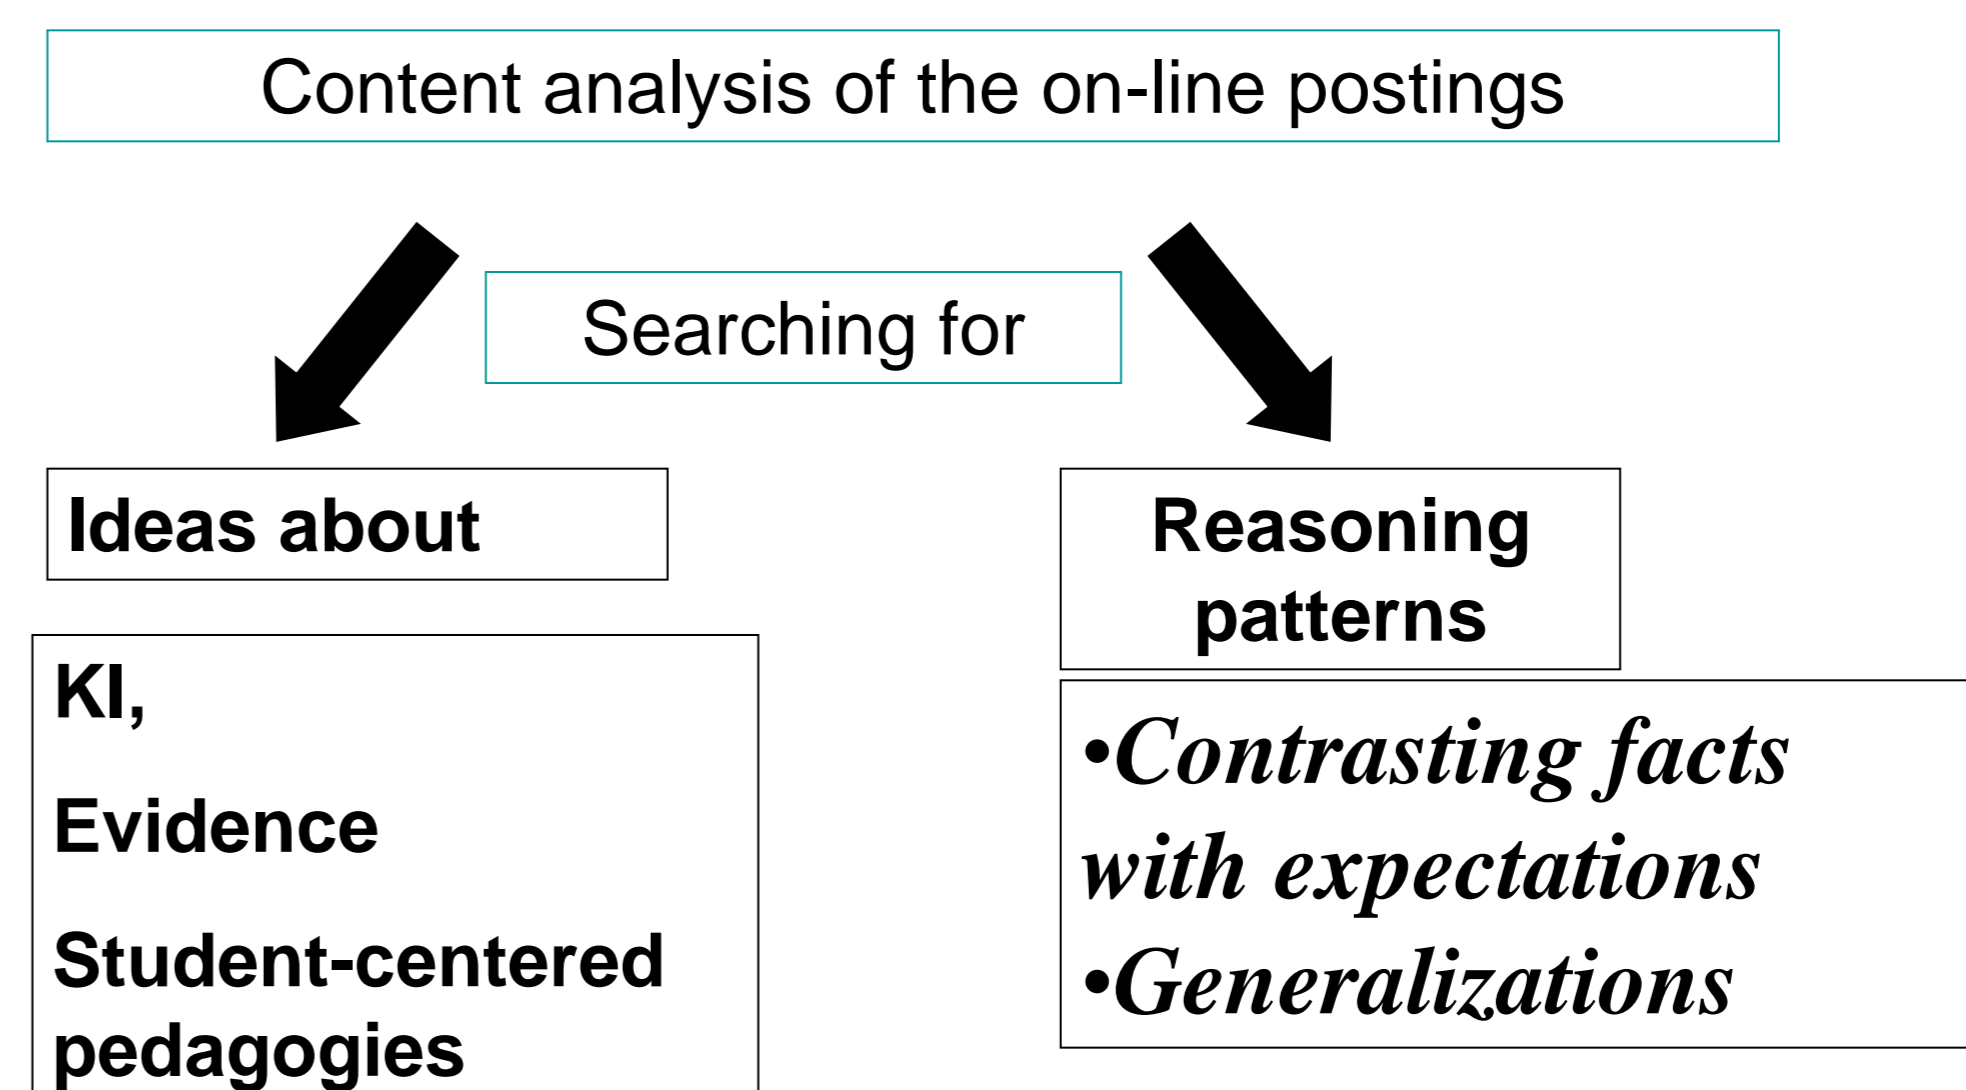 Content analysis of the on-line postings
Searching for
Ideas about
KI,
Evidence
Student-centered
pedagogies
Reasoning
patterns
•Contrasting facts
with expectations
•Generalizations